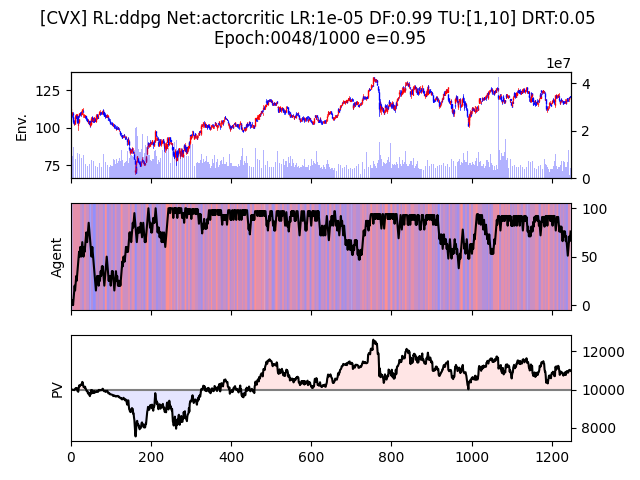 [CVX] RL:ddpg Net:actorcritic LR:1e-05 DF:0.99 TU:[1,10] DRT:0.05
Epoch:0048/1000 e=0.95
1e7
125
100
75
Env.
4
2
0
Agent
100
50
0
PV
12000
10000
8000
0 200 400 600 800 1000 1200